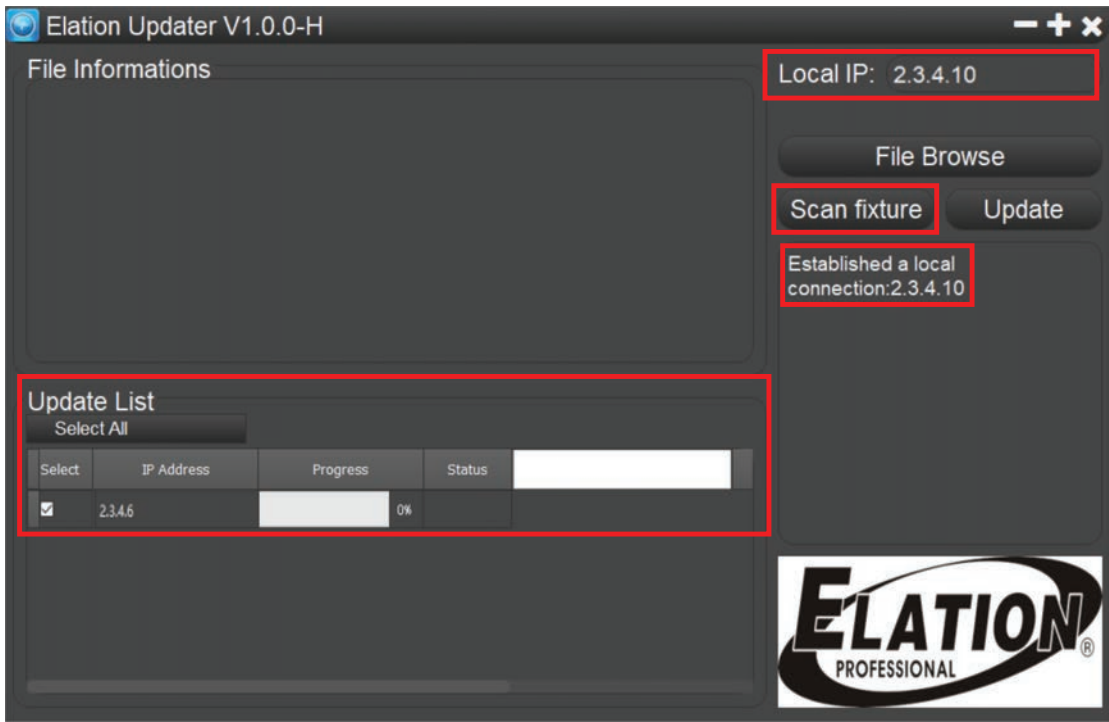 Elation Updater V1.0.0-H
File Informations
Local IP: 2.3.4.10
File Browse
Scan fixture
Update
Established a local
connection:2.3.4.10
Update List
Select All
Select IP Address Progress Status
2.3.4.6 0%
ELATION®
PROFESSIONAL